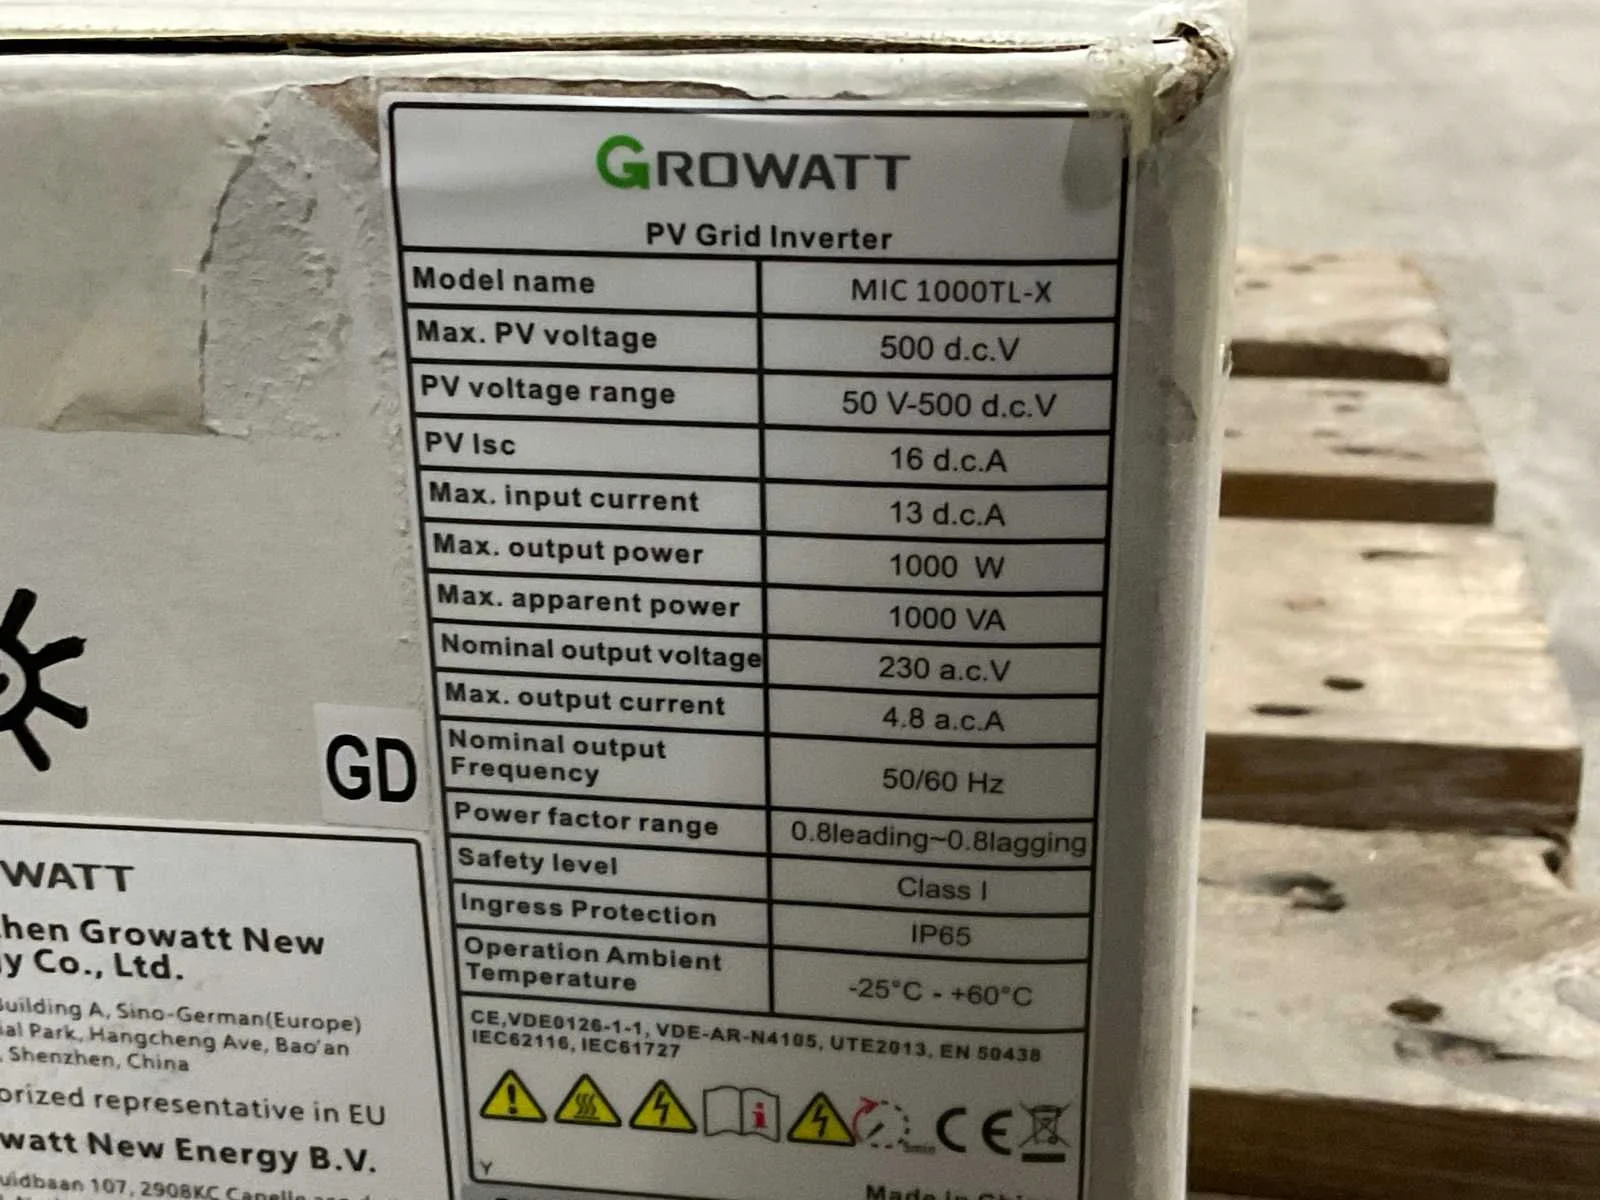 GROWATT
PV Grid Inverter
Model name MIC 1000TL-X
Max. PV voltage 500 d.c.V
PV voltage range 50 V-500 d.c.V
PV Isc 16 d.c.A
Max. input current 13 d.c.A
Max. output power 1000 W
Max. apparent power 1000 VA
Nominal output voltage 230 a.c.V
Max. output current 4.8 a.c.A
Nominal output
Frequency 50/60 Hz
Power factor range 0.8leading~0.8lagging
Safety level Class I
Ingress Protection IP65
Operation Ambient
Temperature -25°C - +60°C
CE,VDE0126-1-1, VDE-AR-N4105, UTE2013, EN 50438
IEC62116, IEC61727
5min
CE
Y
Made in
GD
WATT
hen Growatt New
y Co., Ltd.
Building A, Sino-German(Europe)
ial Park, Hangcheng Ave, Bao'an
, Shenzhen, China
orized representative in EU
watt New Energy B.V.
uidbaan 107, 2908KC